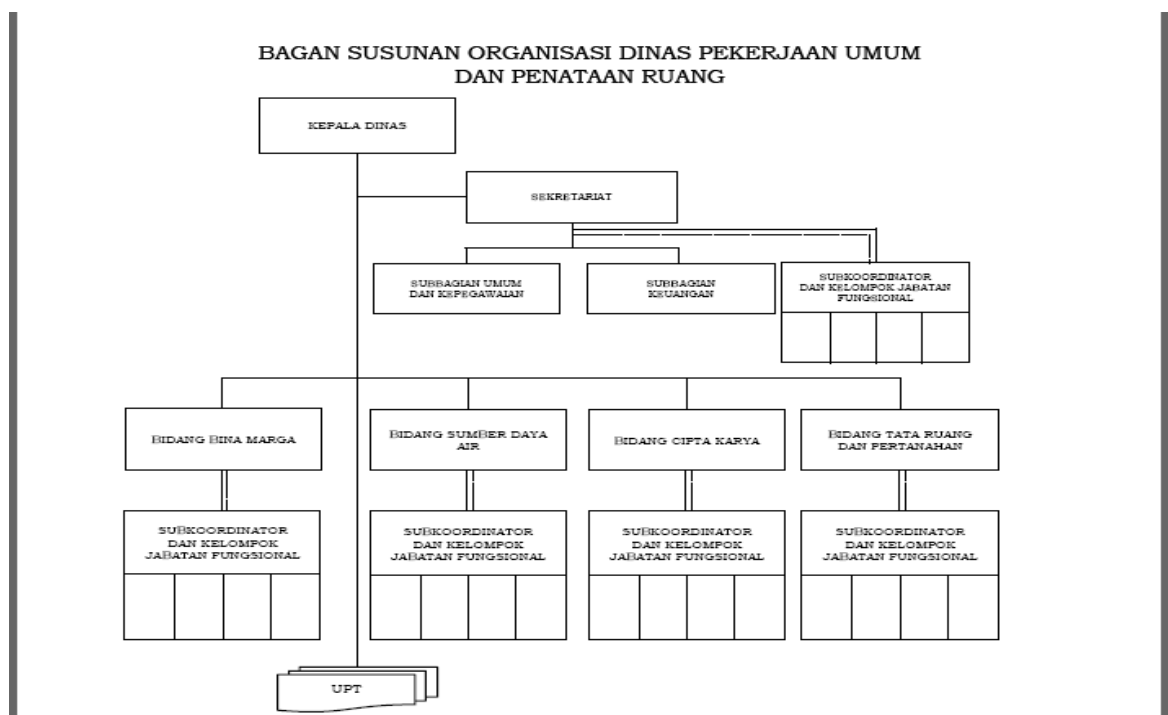 BAGAN SUSUNAN ORGANISASI DINAS PEKERJAAN UMUM
DAN PENATAAN RUANG
KEPALA DINAS
SEKRETARIAT
SUBBAGIAN UMUM
DAN KEPEGAWAIAN
SUBBAGIAN
KEUANGAN
SUBKOORDINATOR
DAN KELOMPOK JABATAN
FUNGSIONAL
BIDANG BINA MARGA
BIDANG SUMBER DAYA
AIR
BIDANG CIPTA KARYA
BIDANG TATA RUANG
DAN PERTANAHAN
SUBKOORDINATOR
DAN KELOMPOK
JABATAN FUNGSIONAL
SUBKOORDINATOR
DAN KELOMPOK
JABATAN FUNGSIONAL
SUBKOORDINATOR
DAN KELOMPOK
JABATAN FUNGSIONAL
SUBKOORDINATOR
DAN KELOMPOK
JABATAN FUNGSIONAL
UPT